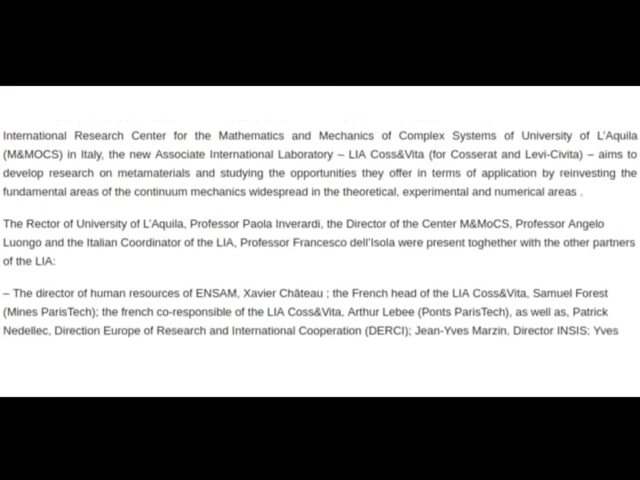 International Research Center for the Mathematics and Mechanics of Complex Systems of University of L'Aquila
(M&MOCS) in Italy, the new Associate International Laboratory – LIA Coss&Vita (for Cosserat and Levi-Civita) – aims to
develop research on metamaterials and studying the opportunities they offer in terms of application by reinvesting the
fundamental areas of the continuum mechanics widespread in the theoretical, experimental and numerical areas .
The Rector of University of L'Aquila, Professor Paola Inverardi, the Director of the Center M&MoCS, Professor Angelo
Luongo and the Italian Coordinator of the LIA, Professor Francesco dell'Isola were present toghether with the other partners
of the LIA:
– The director of human resources of ENSAM, Xavier Château ; the French head of the LIA Coss&Vita, Samuel Forest
(Mines ParisTech); the french co-responsible of the LIA Coss&Vita, Arthur Lebee (Ponts ParisTech), as well as, Patrick
Nedellec, Direction Europe of Research and International Cooperation (DERCI); Jean-Yves Marzin, Director INSIS; Yves